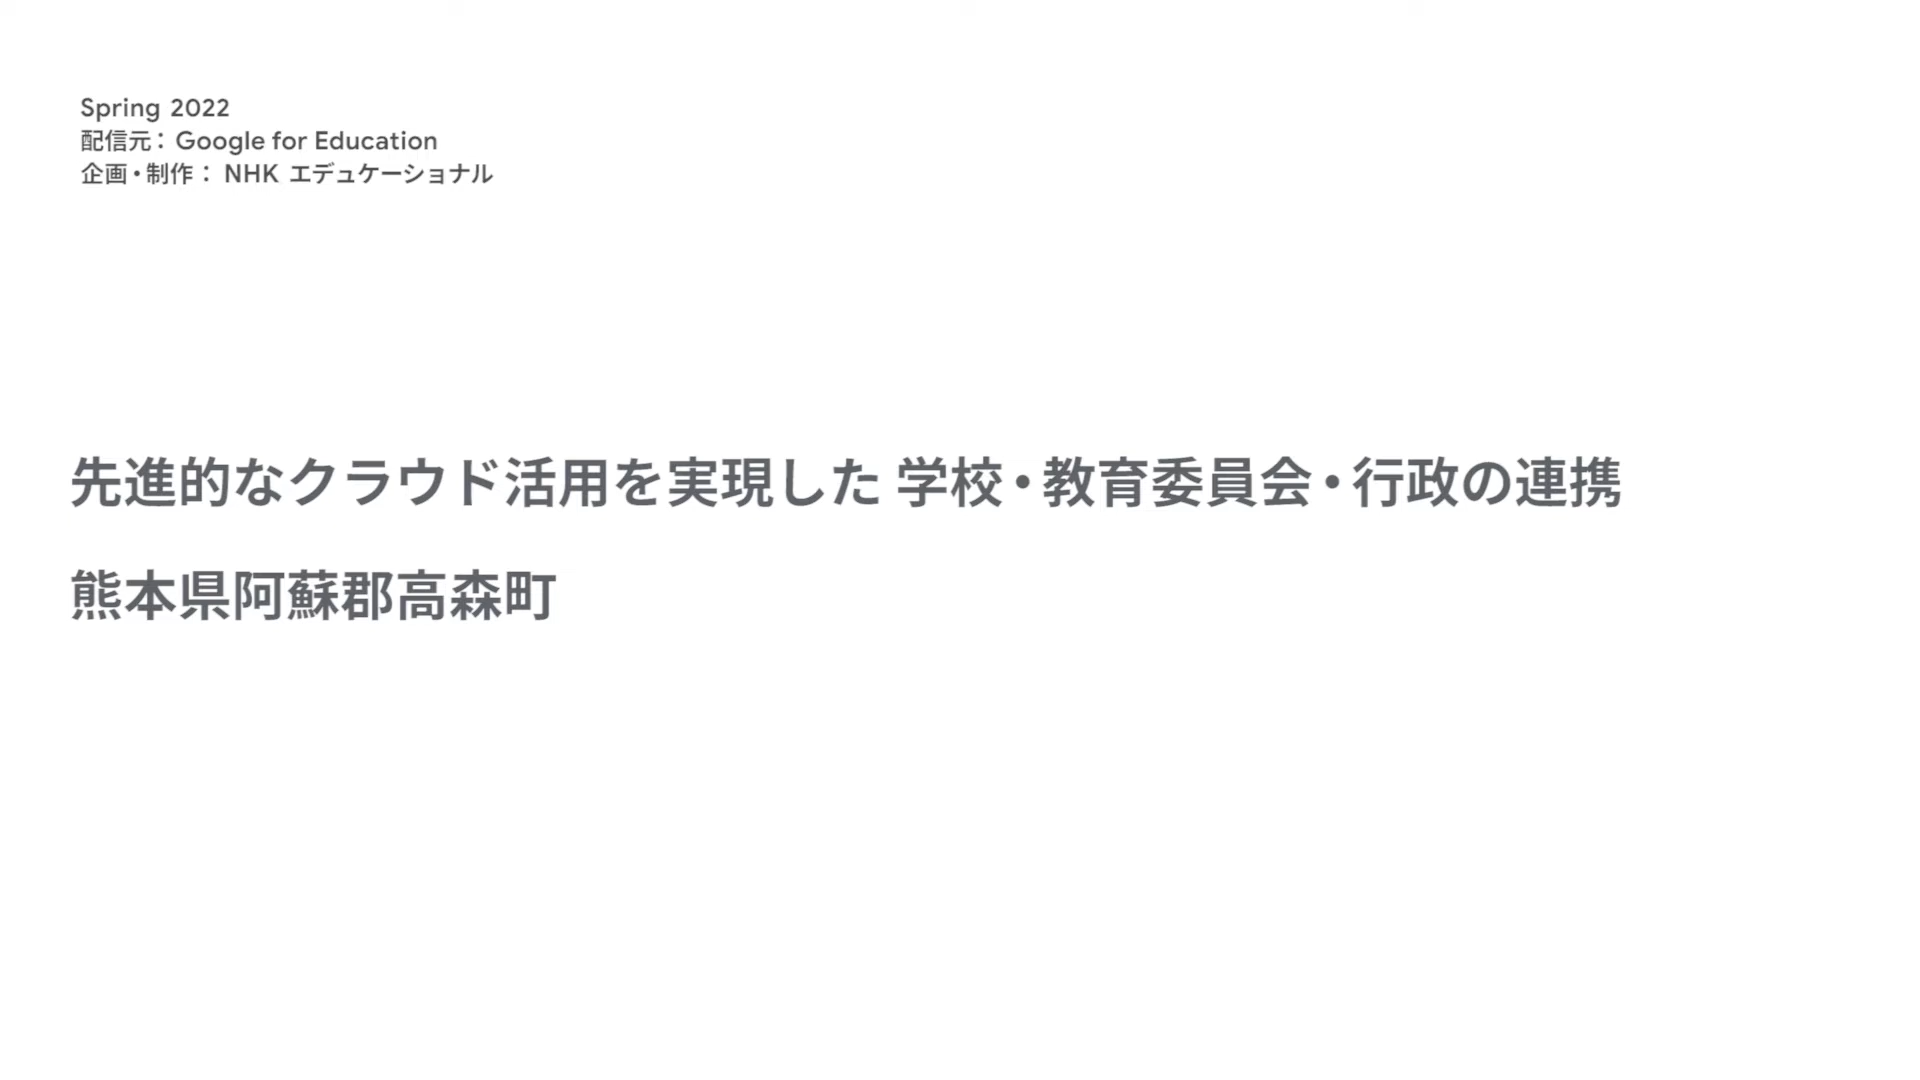 Spring 2022
配信元： Google for Education
企画・制作： NHK エデュケーショナル
先進的なクラウド活用を実現した 学校・教育委員会・行政の連携
熊本県阿蘇郡高森町